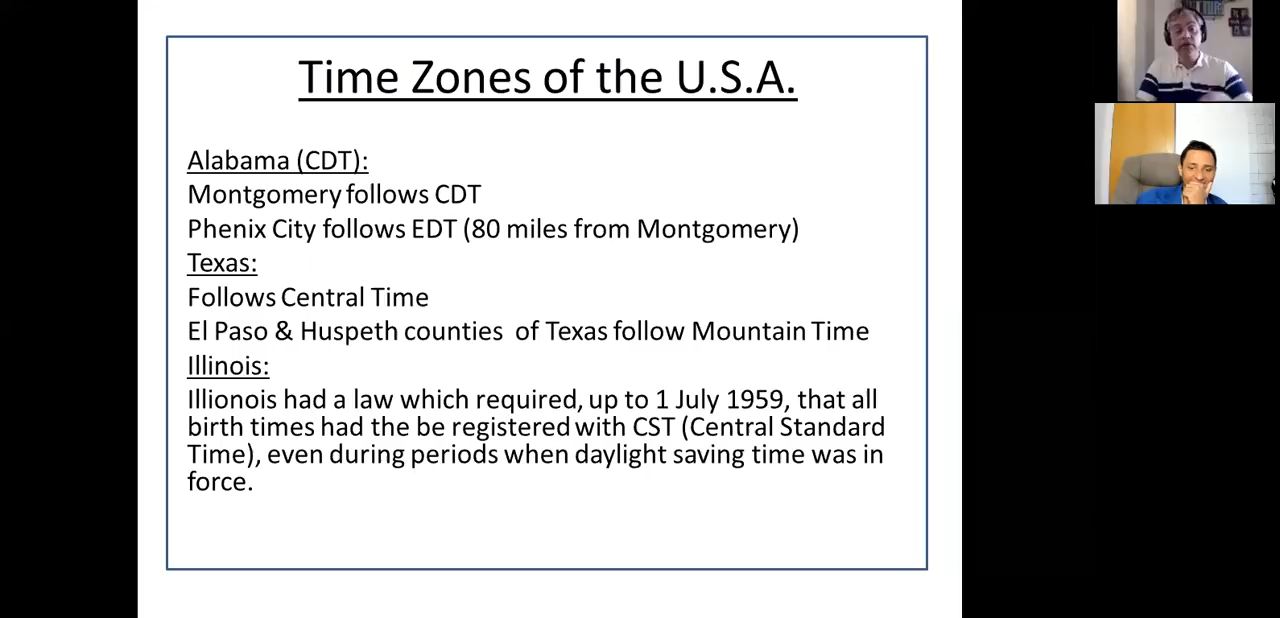 Time Zones of the U.S.A.
Alabama (CDT):
Montgomery follows CDT
Phenix City follows EDT (80 miles from Montgomery)
Texas:
Follows Central Time
El Paso & Huspeth counties of Texas follow Mountain Time
Illinois:
Illionois had a law which required, up to 1 July 1959, that all
birth times had the be registered with CST (Central Standard
Time), even during periods when daylight saving time was in
force.